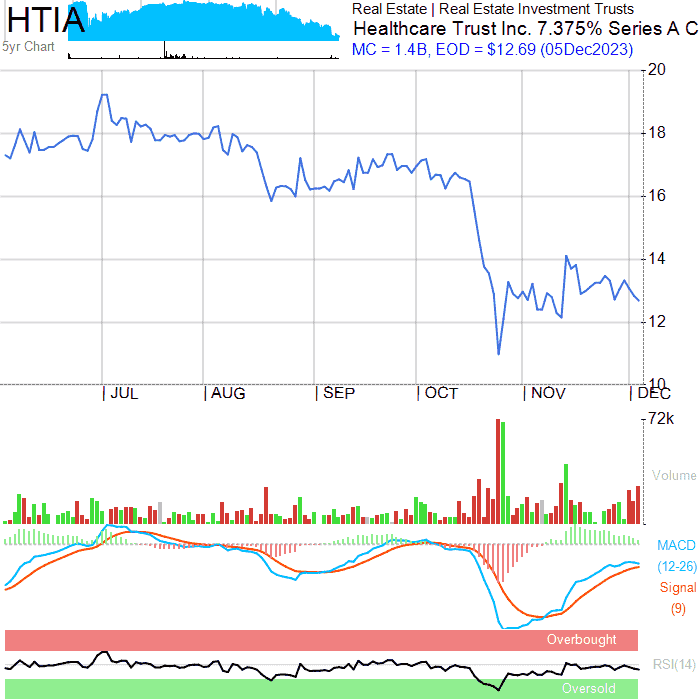 HTIA
5yr Chart
Real Estate | Real Estate Investment Trusts
Healthcare Trust Inc. 7.375% Series A C
MC = 1.4B, EOD = $12.69 (05Dec2023)
20
18
16
14
12
10
| JUL | AUG | SEP | OCT | NOV | DEC
72k
Volume
MACD
(12-26)
Signal
(9)
Overbought
RSI(14)
Oversold